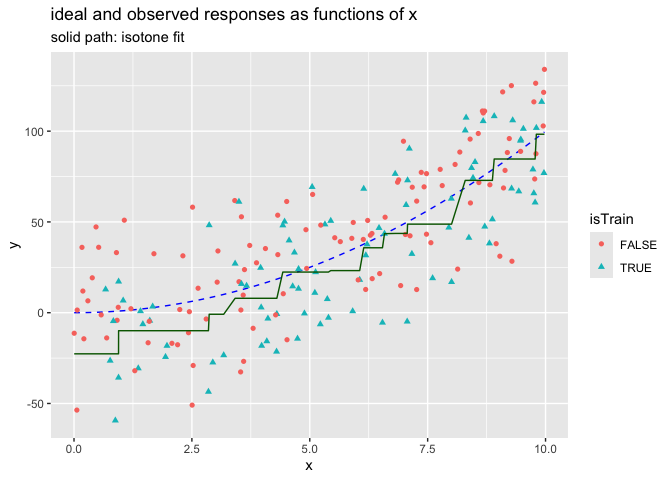 ideal and observed responses as functions of x
solid path: isotone fit
100
50
0
-50
y
0.0
2.5
5.0
7.5
10.0
x
isTrain
FALSE
TRUE